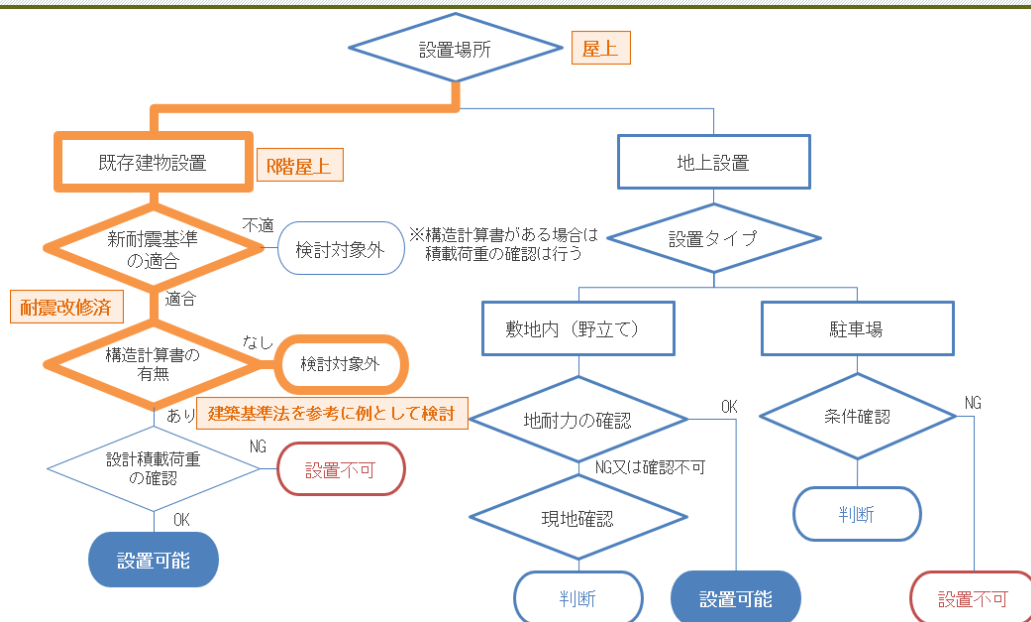 設置場所
屋上
既存建物設置
R階屋上
地上設置
新耐震基準
の適合
不適
検討対象外
※構造計算書がある場合は
積載荷重の確認は行う
設置タイプ
耐震改修済
適合
敷地内（野立て）
駐車場
構造計算書の
有無
なし
検討対象外
あり
建築基準法を参考に例として検討
地耐力の確認
OK
条件確認
NG
設計積載荷重
の確認
NG
設置不可
NG又は確認不可
OK
現地確認
判断
設置可能
判断
設置可能
設置不可